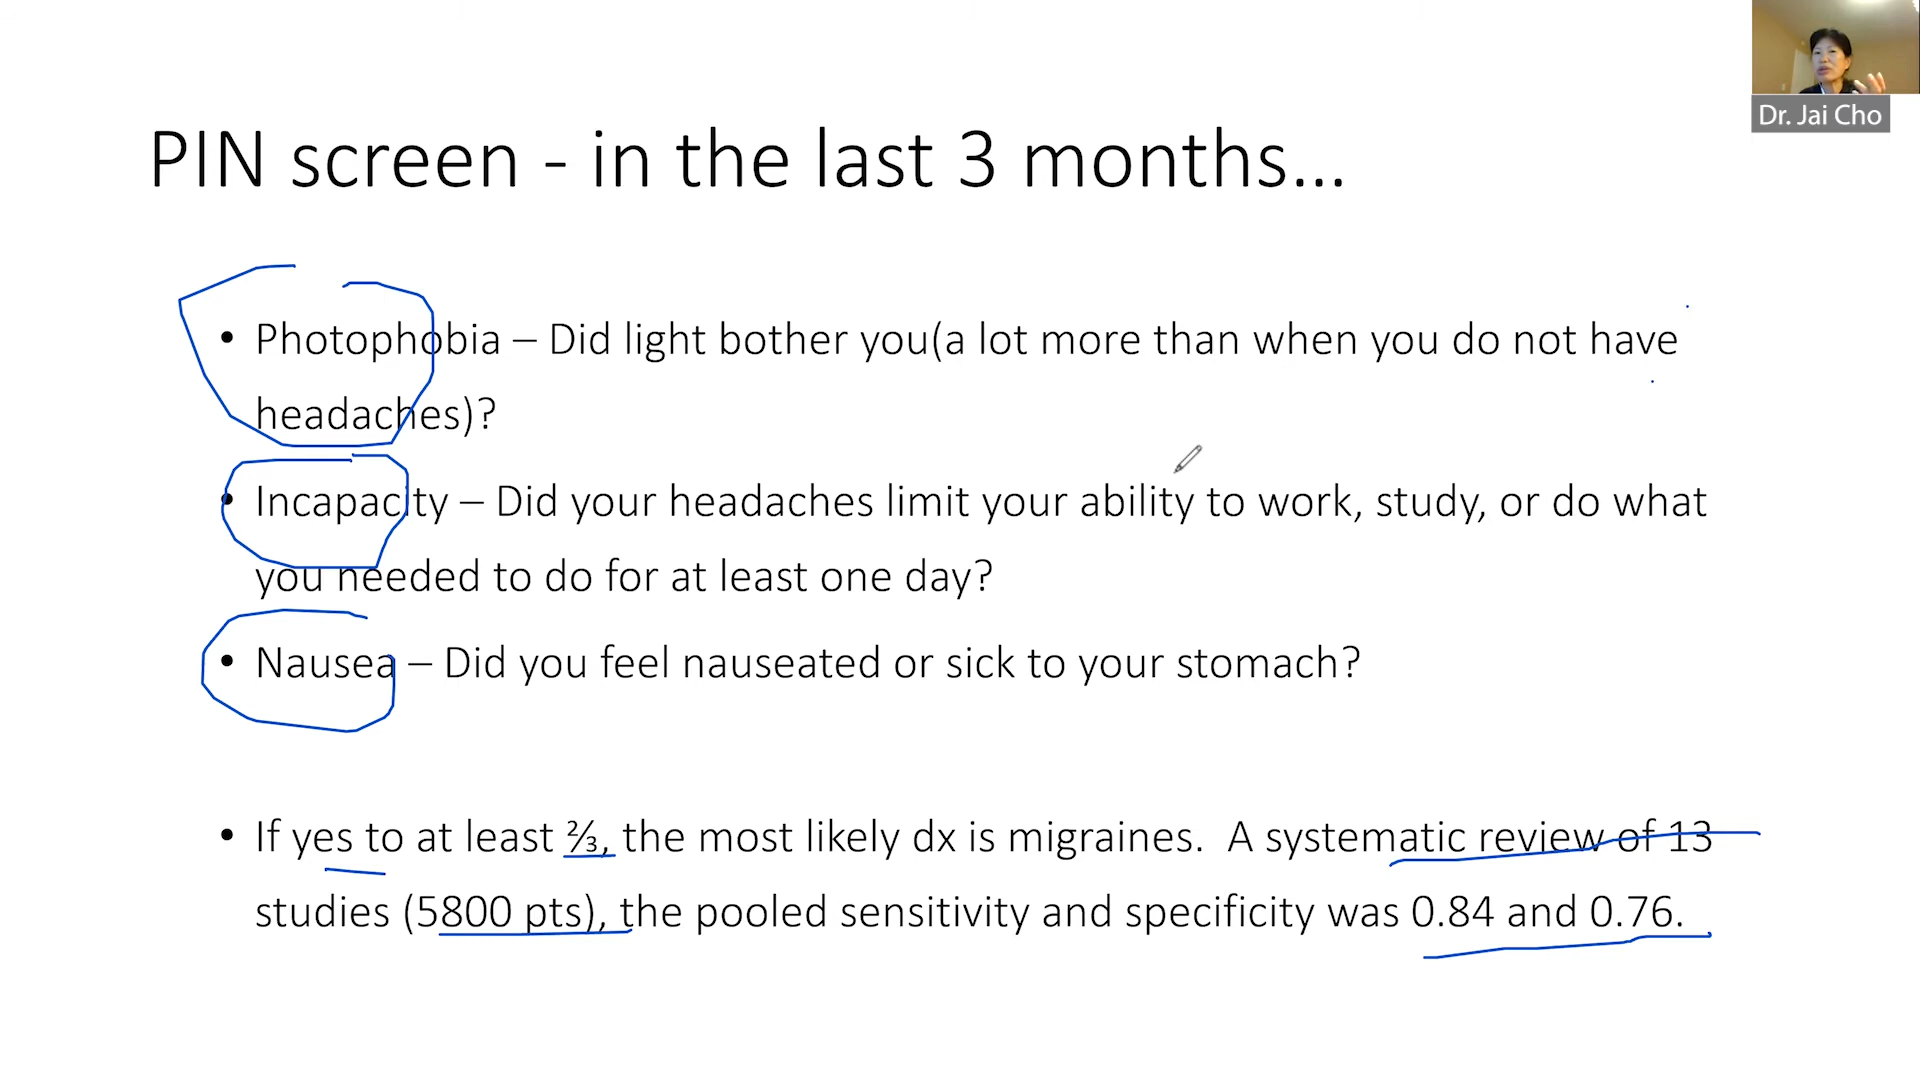 Dr. Jai Cho
PIN screen - in the last 3 months...
• Photophobia – Did light bother you(a lot more than when you do not have
headaches)?
• Incapacity – Did your headaches limit your ability to work, study, or do what
you needed to do for at least one day?
• Nausea – Did you feel nauseated or sick to your stomach?
• If yes to at least ⅔, the most likely dx is migraines.  A systematic review of 13
studies (5800 pts), the pooled sensitivity and specificity was 0.84 and 0.76.